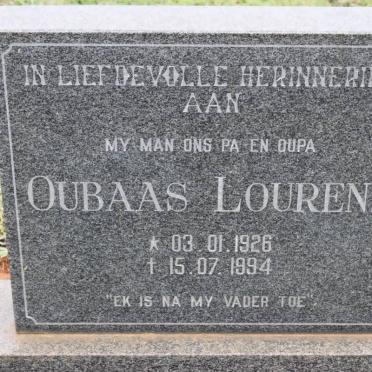 IN LIEFDEVOLLE HERINNERI
AAN
MY MAN ONS PA EN OUPA
OUBAAS LOUREN
* 03.01.1926
† 15.07.1994
"EK IS NA MY VADER TOE".